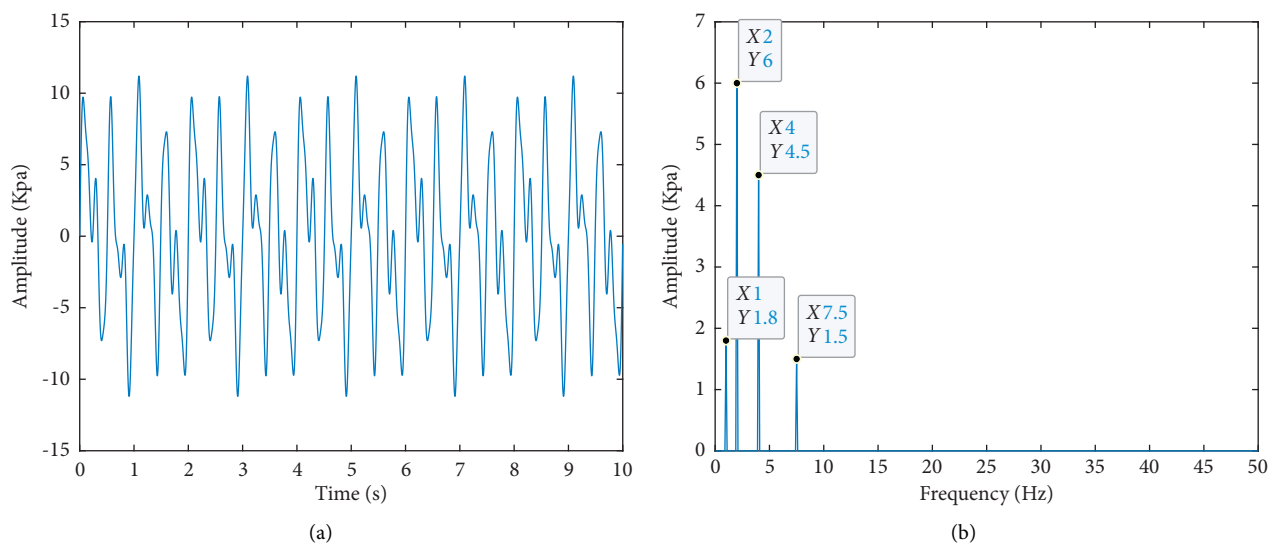 15
10
5
0
-5
-10
-15
Amplitude (Kpa)
0 1 2 3 4 5 6 7 8 9 10
Time (s)
(a)
7
6
5
4
3
2
1
0
Amplitude (Kpa)
X 2
Y 6
X 4
Y 4.5
X 1
Y 1.8
X 7.5
Y 1.5
0 5 10 15 20 25 30 35 40 45 50
Frequency (Hz)
(b)